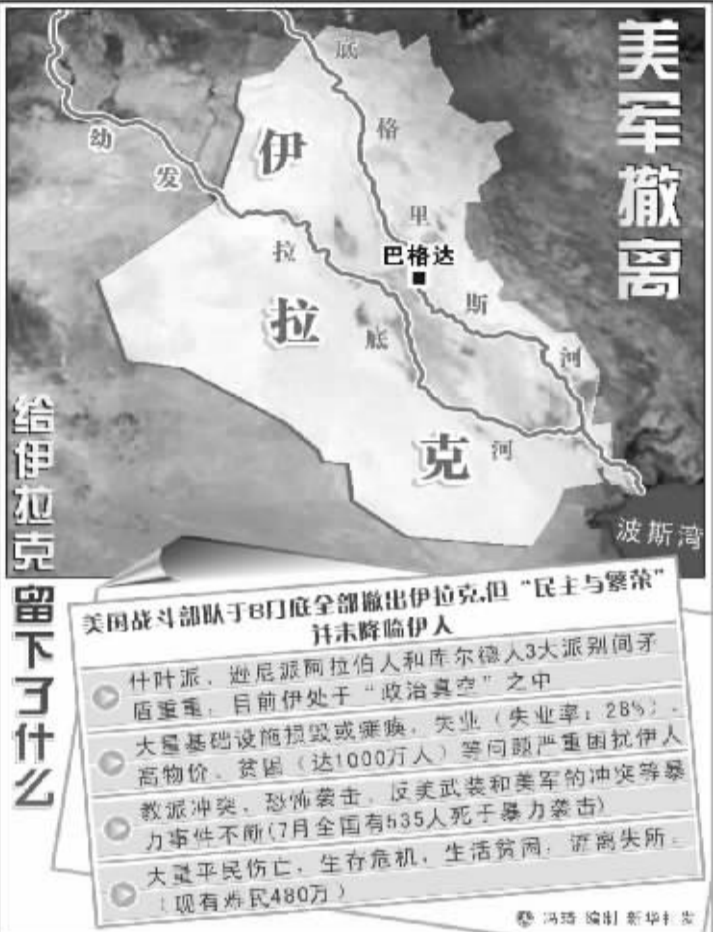 美军撤离
给伊拉克留下了什么
伊拉克
巴格达
底格里斯河
幼发拉底河
波斯湾
美国战斗部队于8月底全部撤出伊拉克,但“民主与繁荣”
并未降临伊人
什叶派、逊尼派阿拉伯人和库尔德人3大派别间矛
盾重重,目前伊处于“政治真空”之中
大量基础设施损毁或瘫痪,失业(失业率:28%)、
高物价、贫困(达1000万人)等问题严重困扰伊人
教派冲突、恐怖袭击、反美武装和美军的冲突等暴
力事件不断(7月全国有535人死于暴力袭击)
大量平民伤亡,生存危机,生活贫困,流离失所
(现有难民480万)
冯琦 编制 新华社发